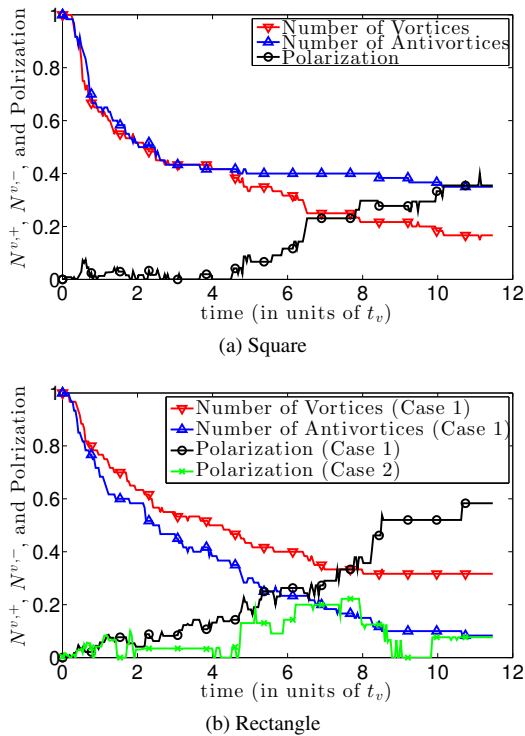 1
0.8
0.6
0.4
0.2
0
0 2 4 6 8 10 12
N^{v,+}, N^{v,-}, and Polrization
Number of Vortices
Number of Antivortices
Polarization
time (in units of t_v)
(a) Square
1
0.8
0.6
0.4
0.2
0
0 2 4 6 8 10 12
N^{v,+}, N^{v,-}, and Polrization
Number of Vortices (Case 1)
Number of Antivortices (Case 1)
Polarization (Case 1)
Polarization (Case 2)
time (in units of t_v)
(b) Rectangle